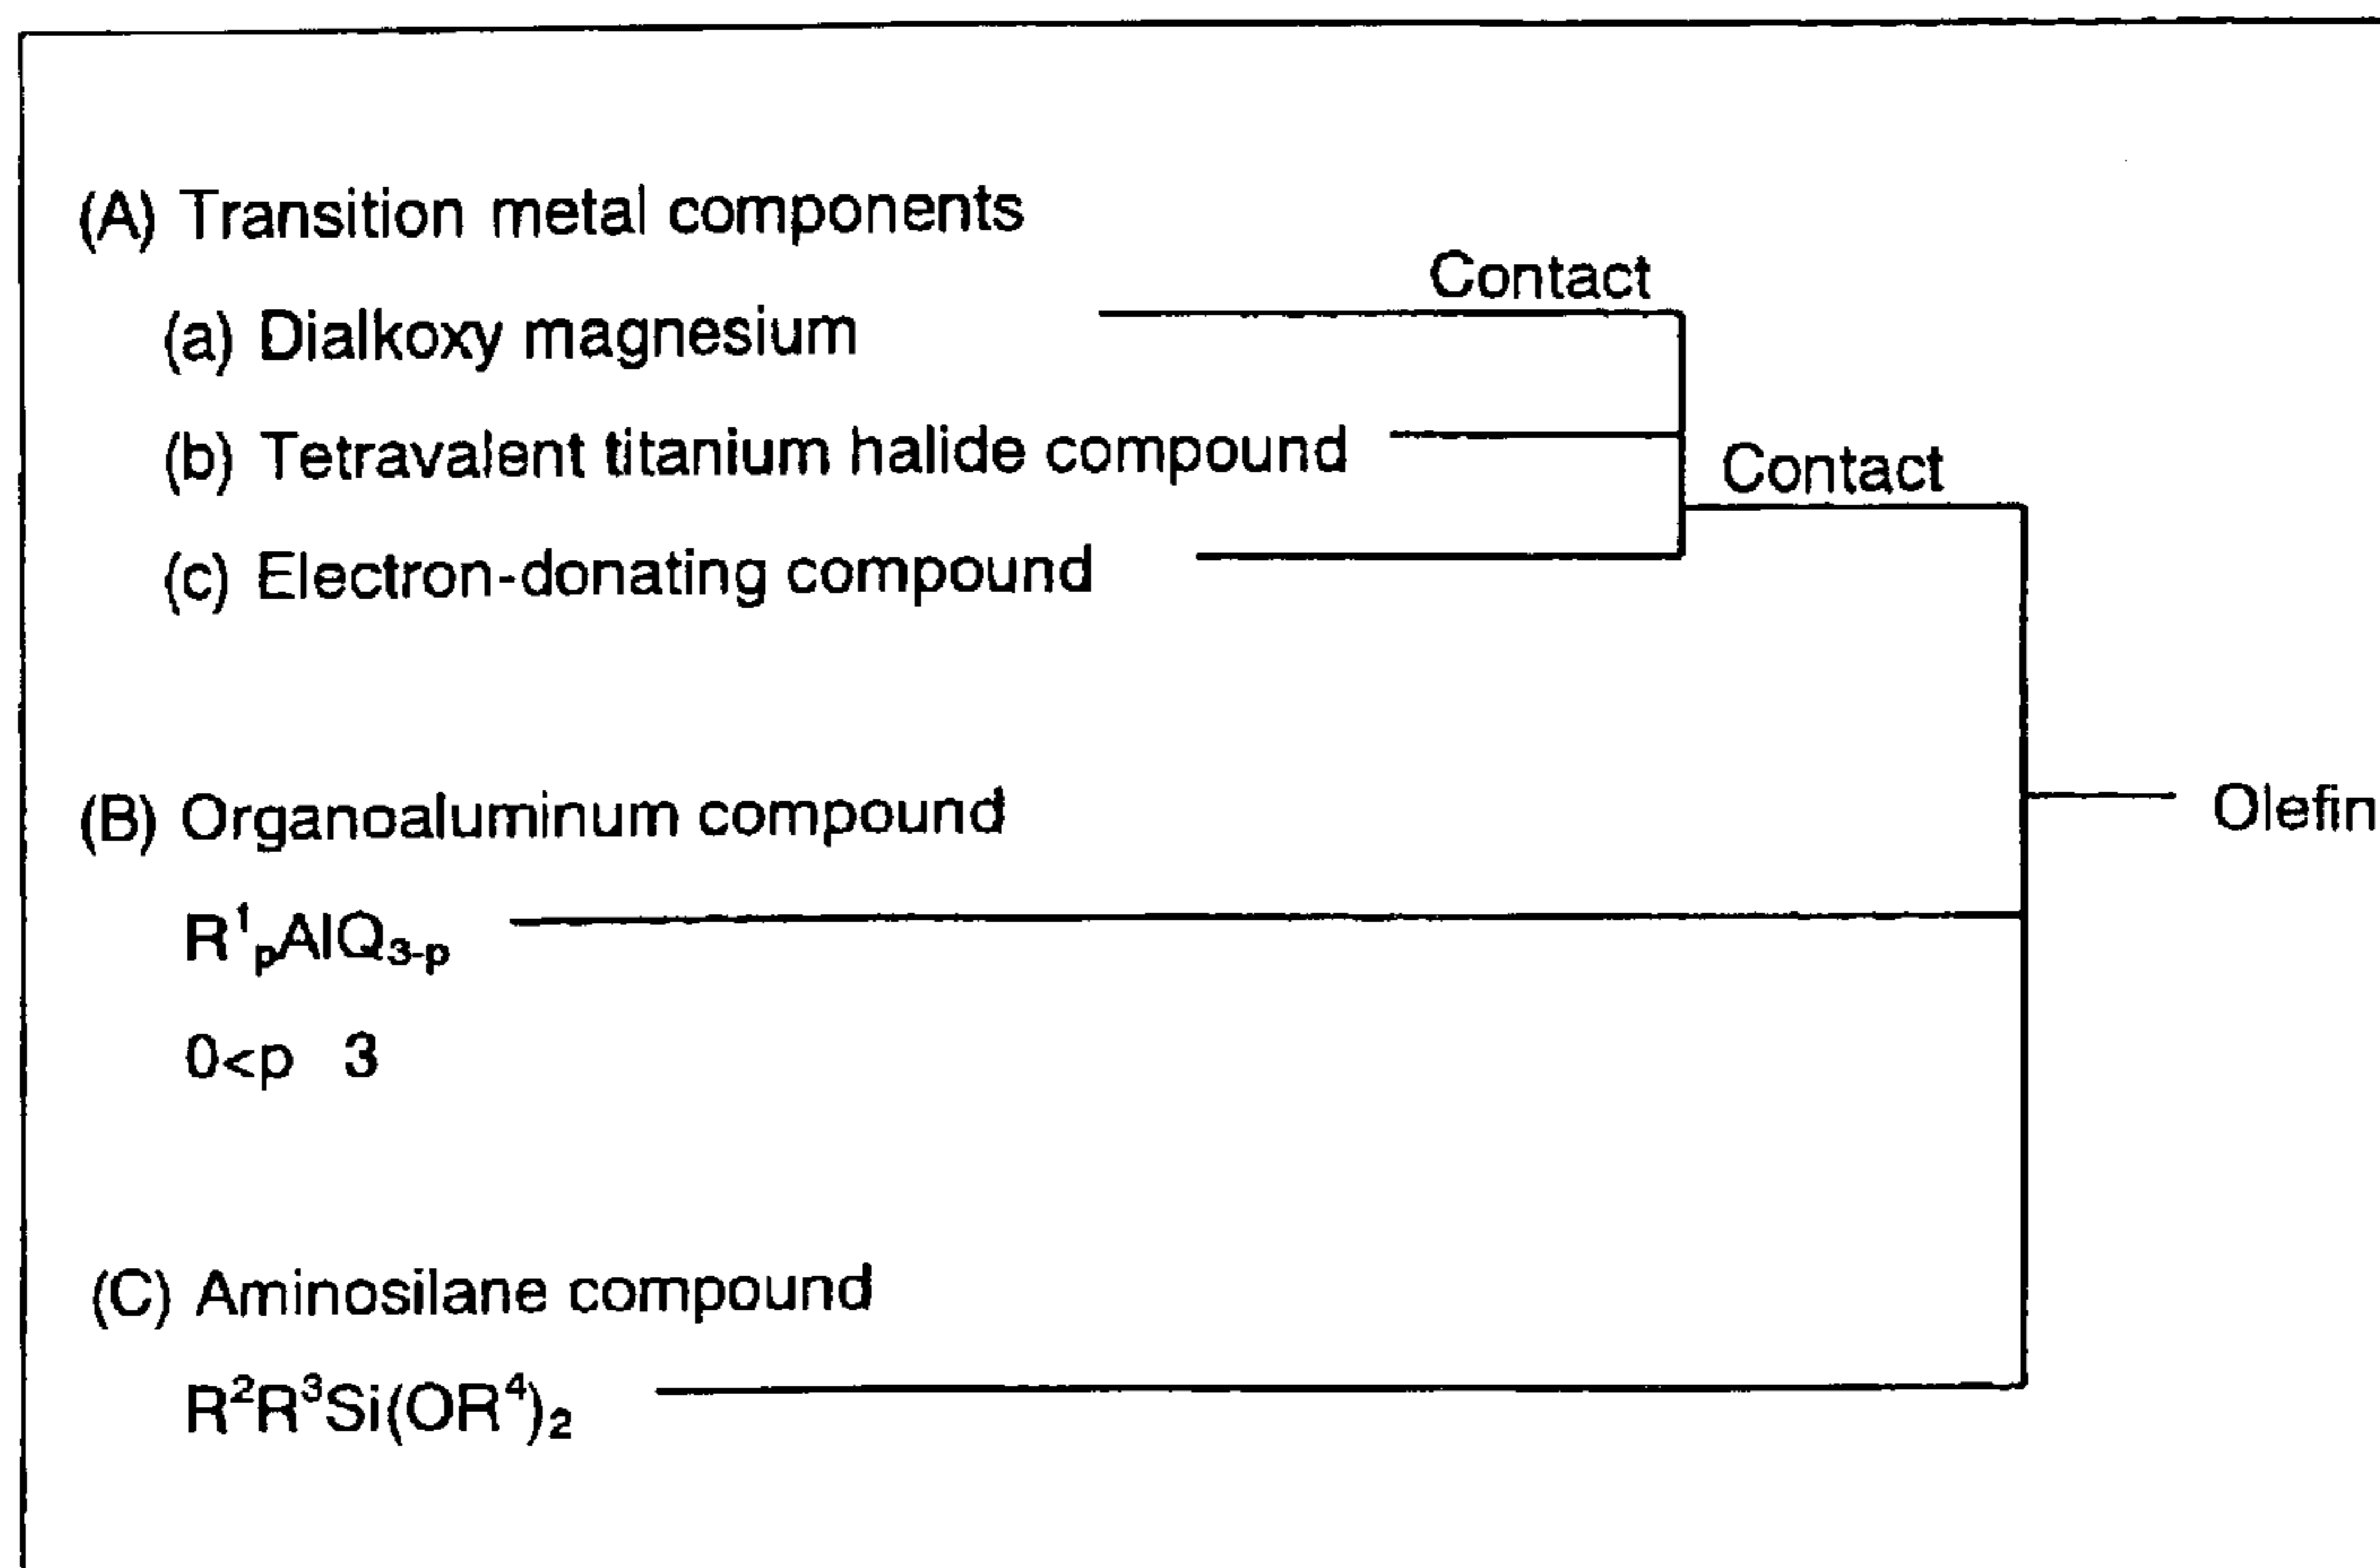 (A) Transition metal components
Contact
(a) Dialkoxy magnesium
(b) Tetravalent titanium halide compound
Contact
(c) Electron-donating compound
(B) Organoaluminum compound
Olefin
R¹ₚAlQ₃₋ₚ
0<p 3
(C) Aminosilane compound
R²R³Si(OR⁴)₂